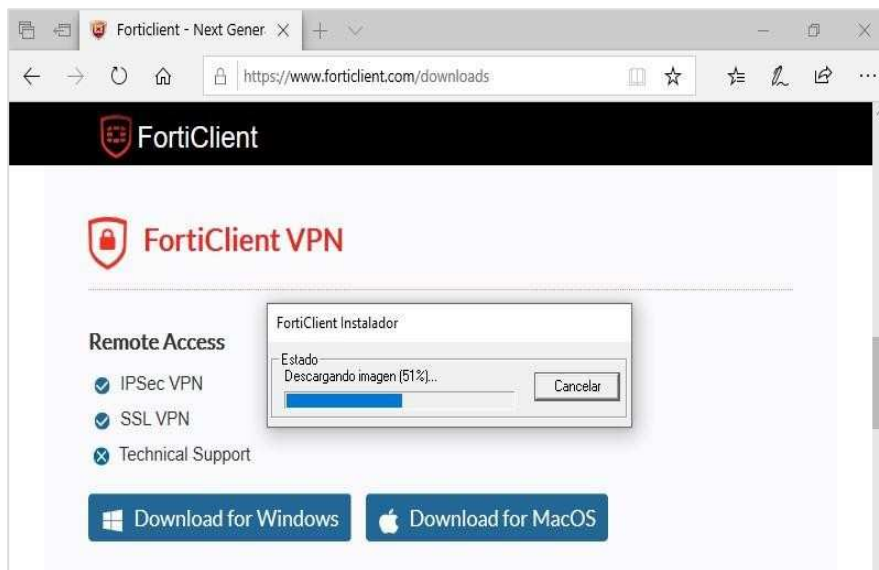 Forticlient - Next Gener
https://www.forticlient.com/downloads
FortiClient
FortiClient VPN
FortiClient Instalador
Estado
Descargando imagen (51%)...
Cancelar
Remote Access
IPSec VPN
SSL VPN
Technical Support
Download for Windows
Download for MacOS